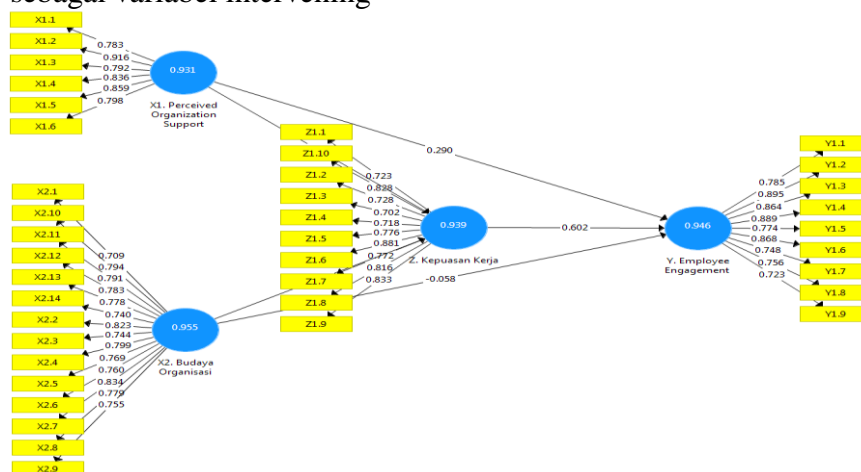 sebagai variabel intervening
X1.1
X1.2
X1.3
X1.4
X1.5
X1.6
0.783
0.916
0.792
0.836
0.859
0.798
0.931
X1. Perceived
Organization
Support
X2.1
X2.10
X2.11
X2.12
X2.13
X2.14
X2.2
X2.3
X2.4
X2.5
X2.6
X2.7
X2.8
X2.9
0.709
0.794
0.791
0.783
0.778
0.740
0.823
0.744
0.799
0.769
0.760
0.834
0.779
0.755
0.955
X2. Budaya
Organisasi
Z1.1
Z1.10
Z1.2
Z1.3
Z1.4
Z1.5
Z1.6
Z1.7
Z1.8
Z1.9
0.723
0.828
0.728
0.702
0.718
0.776
0.881
0.772
0.816
0.833
0.939
Z. Kepuasan Kerja
0.290
0.602
-0.058
0.946
Y. Employee
Engagement
0.785
0.895
0.864
0.889
0.774
0.868
0.748
0.756
0.723
Y1.1
Y1.2
Y1.3
Y1.4
Y1.5
Y1.6
Y1.7
Y1.8
Y1.9